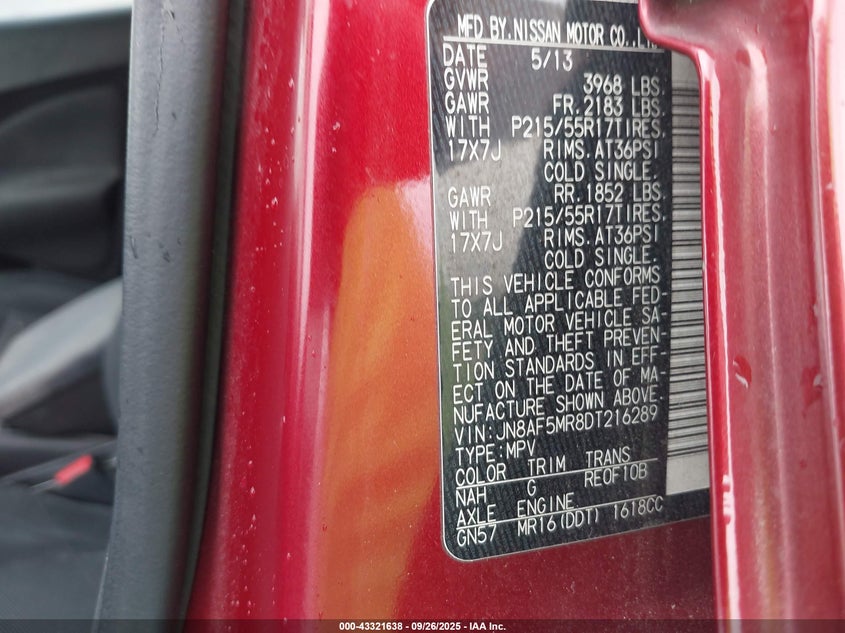 MFD BY.NISSAN MOTOR CO.,
DATE 5/13
GVWR 3968 LBS.
GAWR FR.2183 LBS.
WITH P215/55R17TIRES.
17X7J RIMS.AT36PSI
COLD SINGLE.
GAWR RR.1852 LBS.
WITH P215/55R17TIRES.
17X7J RIMS.AT36PSI
COLD SINGLE.
THIS VEHICLE CONFORMS
TO ALL APPLICABLE FED-
ERAL MOTOR VEHICLE SA-
FETY AND THEFT PREVEN-
TION STANDARDS IN EFF-
ECT ON THE DATE OF MA-
NUFACTURE SHOWN ABOVE.
VIN:JN8AF5MR8DT216289
TYPE:MPV
COLOR TRIM TRANS
NAH G RE0F10B
AXLE ENGINE
GN57 MR16(DDT) 1618CC
000-43321638 - 09/26/2025 - IAA Inc.